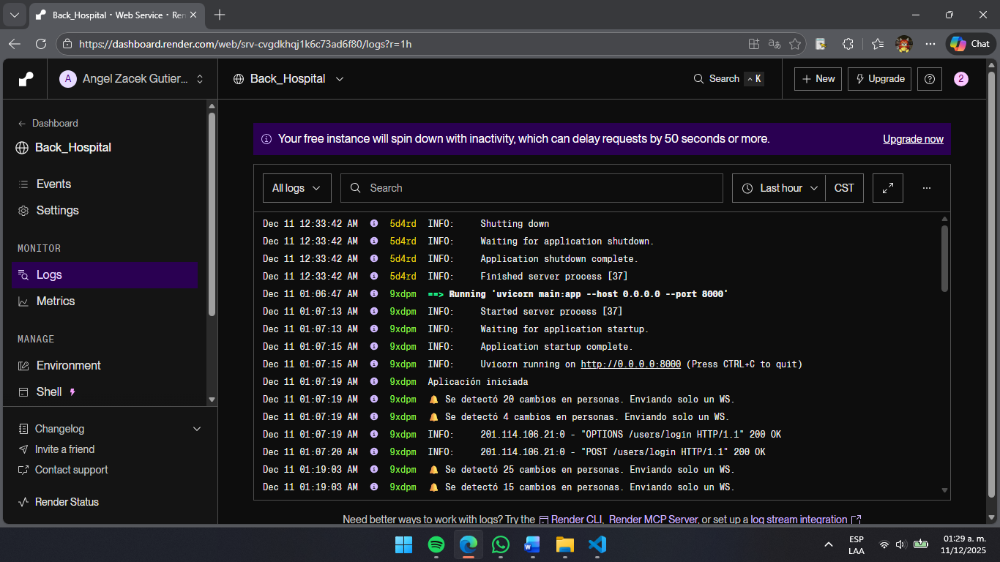 Back_Hospital · Web Service · Ren
https://dashboard.render.com/web/srv-cvgdkhqj1k6c73ad6f80/logs?r=1h
Chat
A Angel Zacek Gutier...
Back_Hospital
Search K
New
Upgrade
2
Dashboard
Back_Hospital
Events
Settings
MONITOR
Logs
Metrics
MANAGE
Environment
Shell
Changelog
Invite a friend
Contact support
Render Status
Your free instance will spin down with inactivity, which can delay requests by 50 seconds or more.
Upgrade now
All logs
Search
Last hour
CST
Dec 11 12:33:42 AM 5d4rd INFO: Shutting down
Dec 11 12:33:42 AM 5d4rd INFO: Waiting for application shutdown.
Dec 11 12:33:42 AM 5d4rd INFO: Application shutdown complete.
Dec 11 12:33:42 AM 5d4rd INFO: Finished server process [37]
Dec 11 01:06:47 AM 9xdpm ==> Running 'uvicorn main:app --host 0.0.0.0 --port 8000'
Dec 11 01:07:13 AM 9xdpm INFO: Started server process [37]
Dec 11 01:07:13 AM 9xdpm INFO: Waiting for application startup.
Dec 11 01:07:15 AM 9xdpm INFO: Application startup complete.
Dec 11 01:07:15 AM 9xdpm INFO: Uvicorn running on http://0.0.0.0:8000 (Press CTRL+C to quit)
Dec 11 01:07:19 AM 9xdpm Aplicación iniciada
Dec 11 01:07:19 AM 9xdpm 🔔 Se detectó 20 cambios en personas. Enviando solo un WS.
Dec 11 01:07:19 AM 9xdpm 🔔 Se detectó 4 cambios en personas. Enviando solo un WS.
Dec 11 01:07:19 AM 9xdpm INFO: 201.114.106.21:0 - "OPTIONS /users/login HTTP/1.1" 200 OK
Dec 11 01:07:20 AM 9xdpm INFO: 201.114.106.21:0 - "POST /users/login HTTP/1.1" 200 OK
Dec 11 01:19:03 AM 9xdpm 🔔 Se detectó 25 cambios en personas. Enviando solo un WS.
Dec 11 01:19:03 AM 9xdpm 🔔 Se detectó 15 cambios en personas. Enviando solo un WS.
Need better ways to work with logs? Try the Render CLI, Render MCP Server, or set up a log stream integration
ESP
LAA
01:29 a. m.
11/12/2025